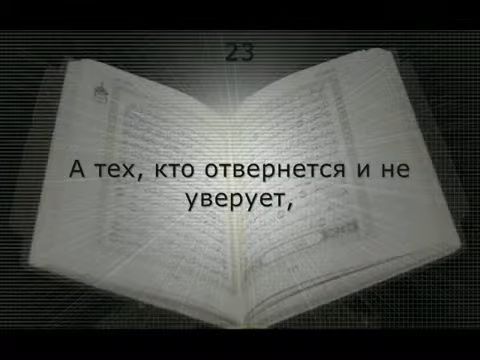 23
А тех, кто отвернется и не
уверует,